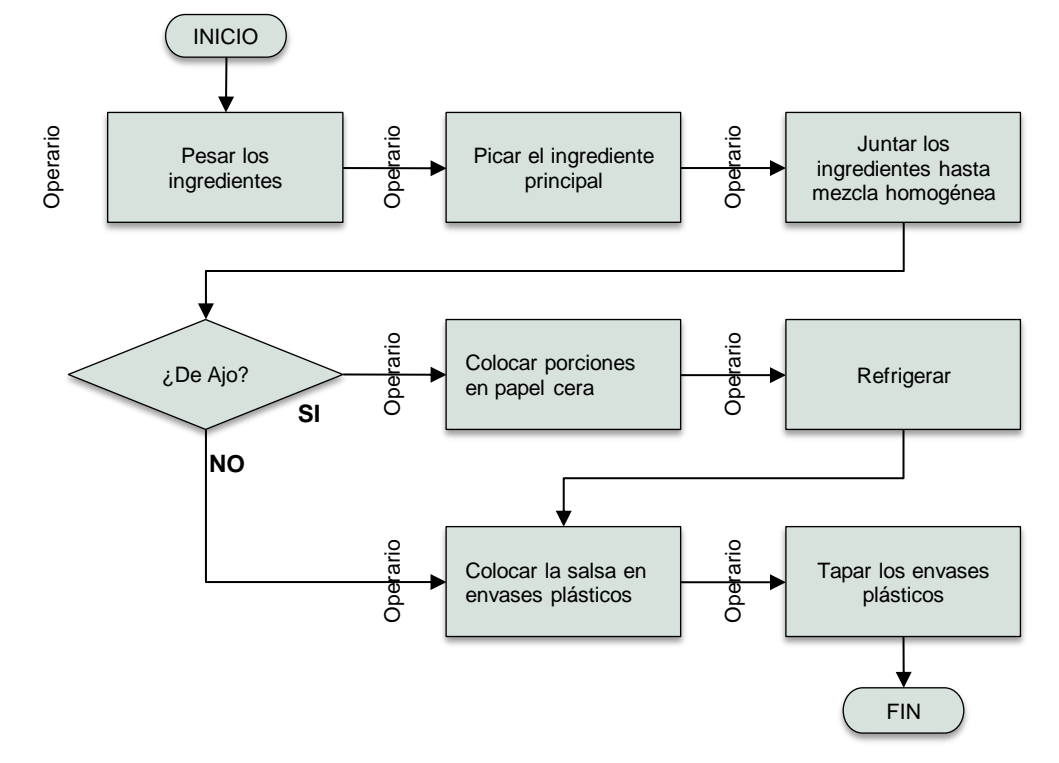 INICIO
Operario
Pesar los
ingredientes
Operario
Picar el ingrediente
principal
Operario
Juntar los
ingredientes hasta
mezcla homogénea
¿De Ajo?
SI
NO
Operario
Colocar porciones
en papel cera
Operario
Refrigerar
Operario
Colocar la salsa en
envases plásticos
Operario
Tapar los envases
plásticos
FIN